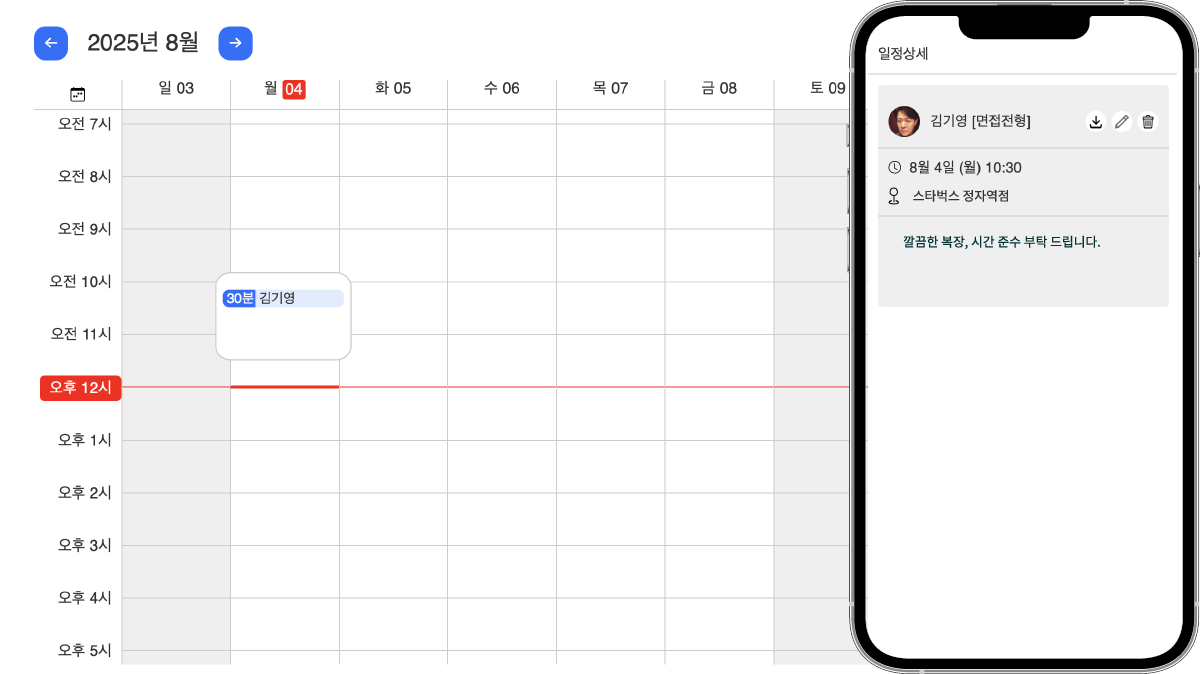 2025년 8월
일 03
월 04
화 05
수 06
목 07
금 08
토 09
오전 7시
오전 8시
오전 9시
오전 10시
30분 김기영
오전 11시
오후 12시
오후 1시
오후 2시
오후 3시
오후 4시
오후 5시
일정상세
김기영 [면접전형]
8월 4일 (월) 10:30
스타벅스 정자역점
깔끔한 복장, 시간 준수 부탁 드립니다.